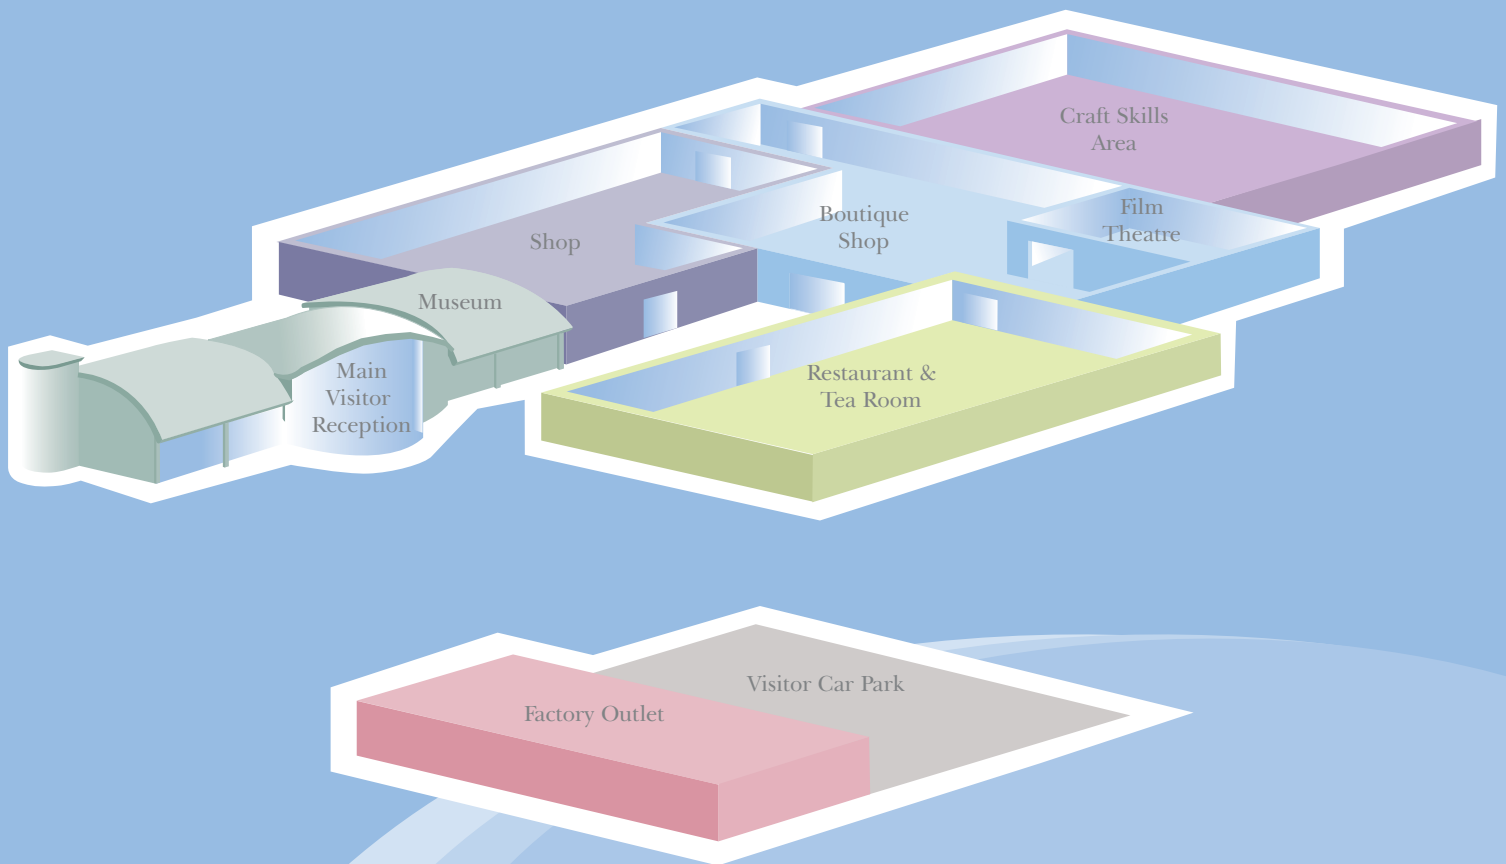 Craft Skills
Area
Film
Theatre
Boutique
Shop
Shop
Museum
Main
Visitor
Reception
Restaurant &
Tea Room
Visitor Car Park
Factory Outlet